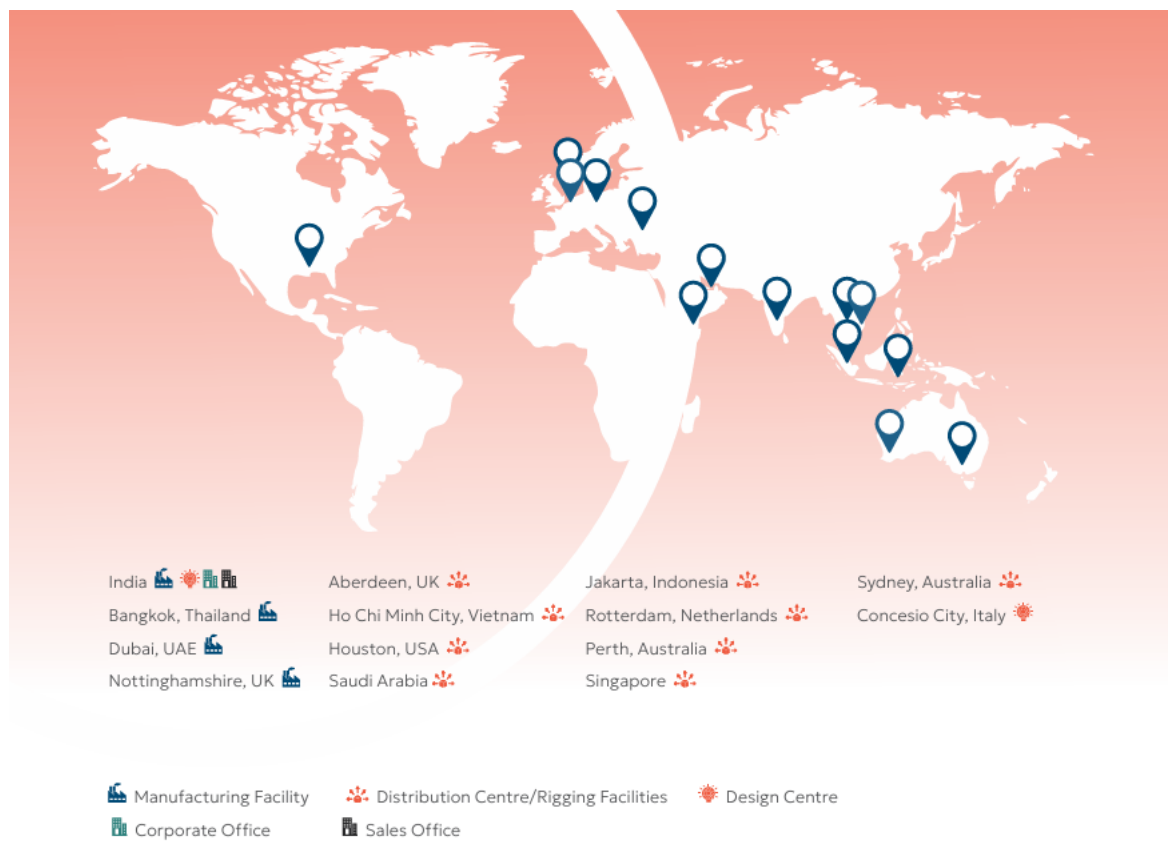 India
Bangkok, Thailand
Dubai, UAE
Nottinghamshire, UK
Aberdeen, UK
Ho Chi Minh City, Vietnam
Houston, USA
Saudi Arabia
Jakarta, Indonesia
Rotterdam, Netherlands
Perth, Australia
Singapore
Sydney, Australia
Concesio City, Italy
Manufacturing Facility
Distribution Centre/Rigging Facilities
Design Centre
Corporate Office
Sales Office